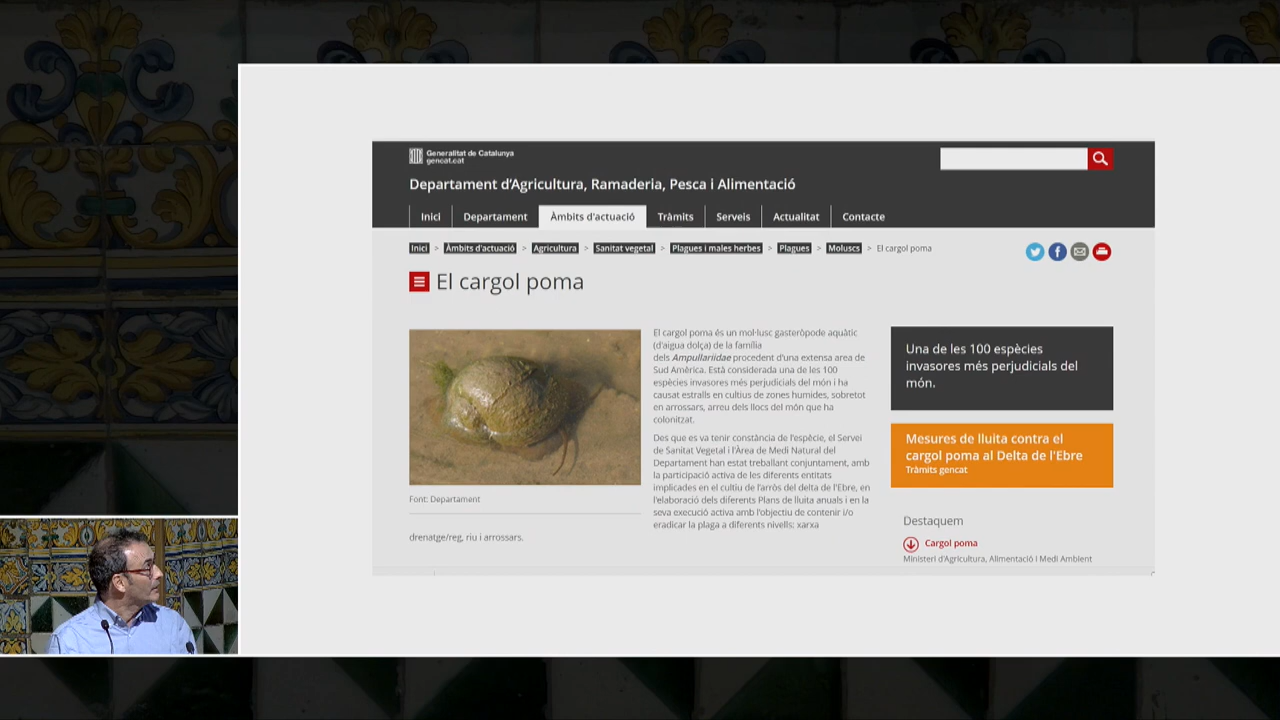 Generalitat de Catalunya
gencat.cat
Departament d'Agricultura, Ramaderia, Pesca i Alimentació
Inici Departament Àmbits d'actuació Tràmits Serveis Actualitat Contacte
Inici > Àmbits d'actuació > Agricultura > Sanitat vegetal > Plagues i males herbes > Plagues > Moluscs > El cargol poma
El cargol poma
El cargol poma és un mol·lusc gasteròpode aquàtic
(d'aigua dolça) de la família
dels Ampullariidae procedent d'una extensa area de
Sud Amèrica. Està considerada una de les 100
espècies invasores més perjudicials del món i ha
causat estralls en cultius de zones humides, sobretot
en arrossars, arreu dels llocs del món que ha
colonitzat.
Des que es va tenir constància de l'espècie, el Servei
de Sanitat Vegetal i l'Àrea de Medi Natural del
Departament han estat treballant conjuntament, amb
la participació activa de les diferents entitats
implicades en el cultiu de l'arròs del delta de l'Ebre, en
l'elaboració dels diferents Plans de lluita anuals i en la
seva execució activa amb l'objectiu de contenir i/o
eradicar la plaga a diferents nivells: xarxa
Font: Departament
drenatge/reg, riu i arrossars.
Una de les 100 espècies
invasores més perjudicials del
món.
Mesures de lluita contra el
cargol poma al Delta de l'Ebre
Tràmits gencat
Destaquem
Cargol poma
Ministeri d'Agricultura, Alimentació i Medi Ambient